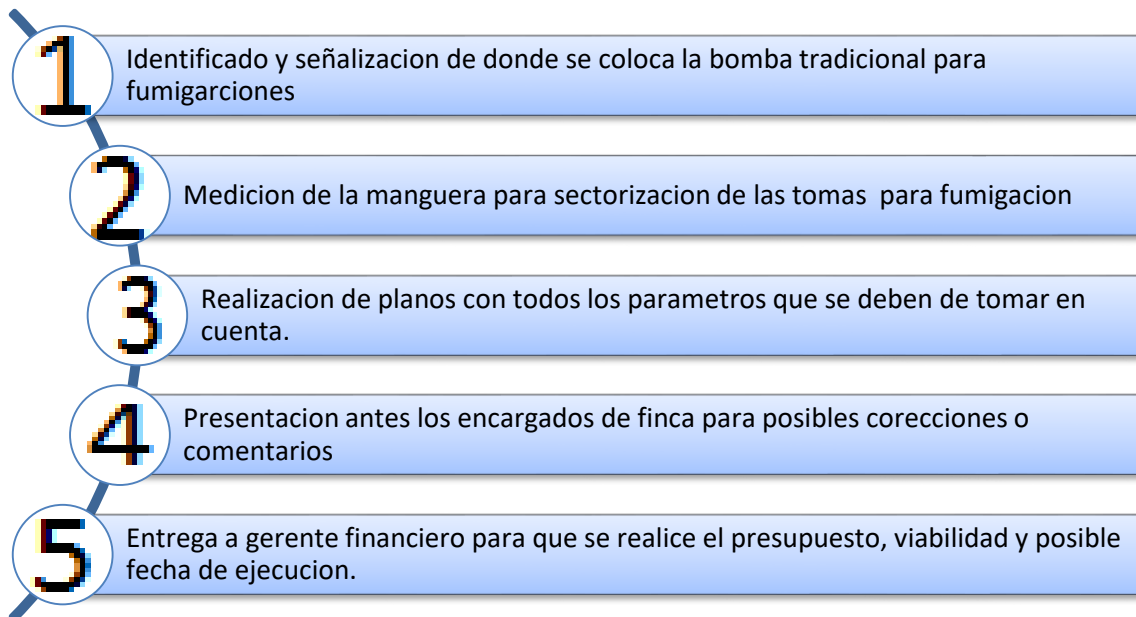 1
Identificado y señalizacion de donde se coloca la bomba tradicional para
fumigarciones
2
Medicion de la manguera para sectorizacion de las tomas para fumigacion
3
Realizacion de planos con todos los parametros que se deben de tomar en
cuenta.
4
Presentacion antes los encargados de finca para posibles corecciones o
comentarios
5
Entrega a gerente financiero para que se realice el presupuesto, viabilidad y posible
fecha de ejecucion.